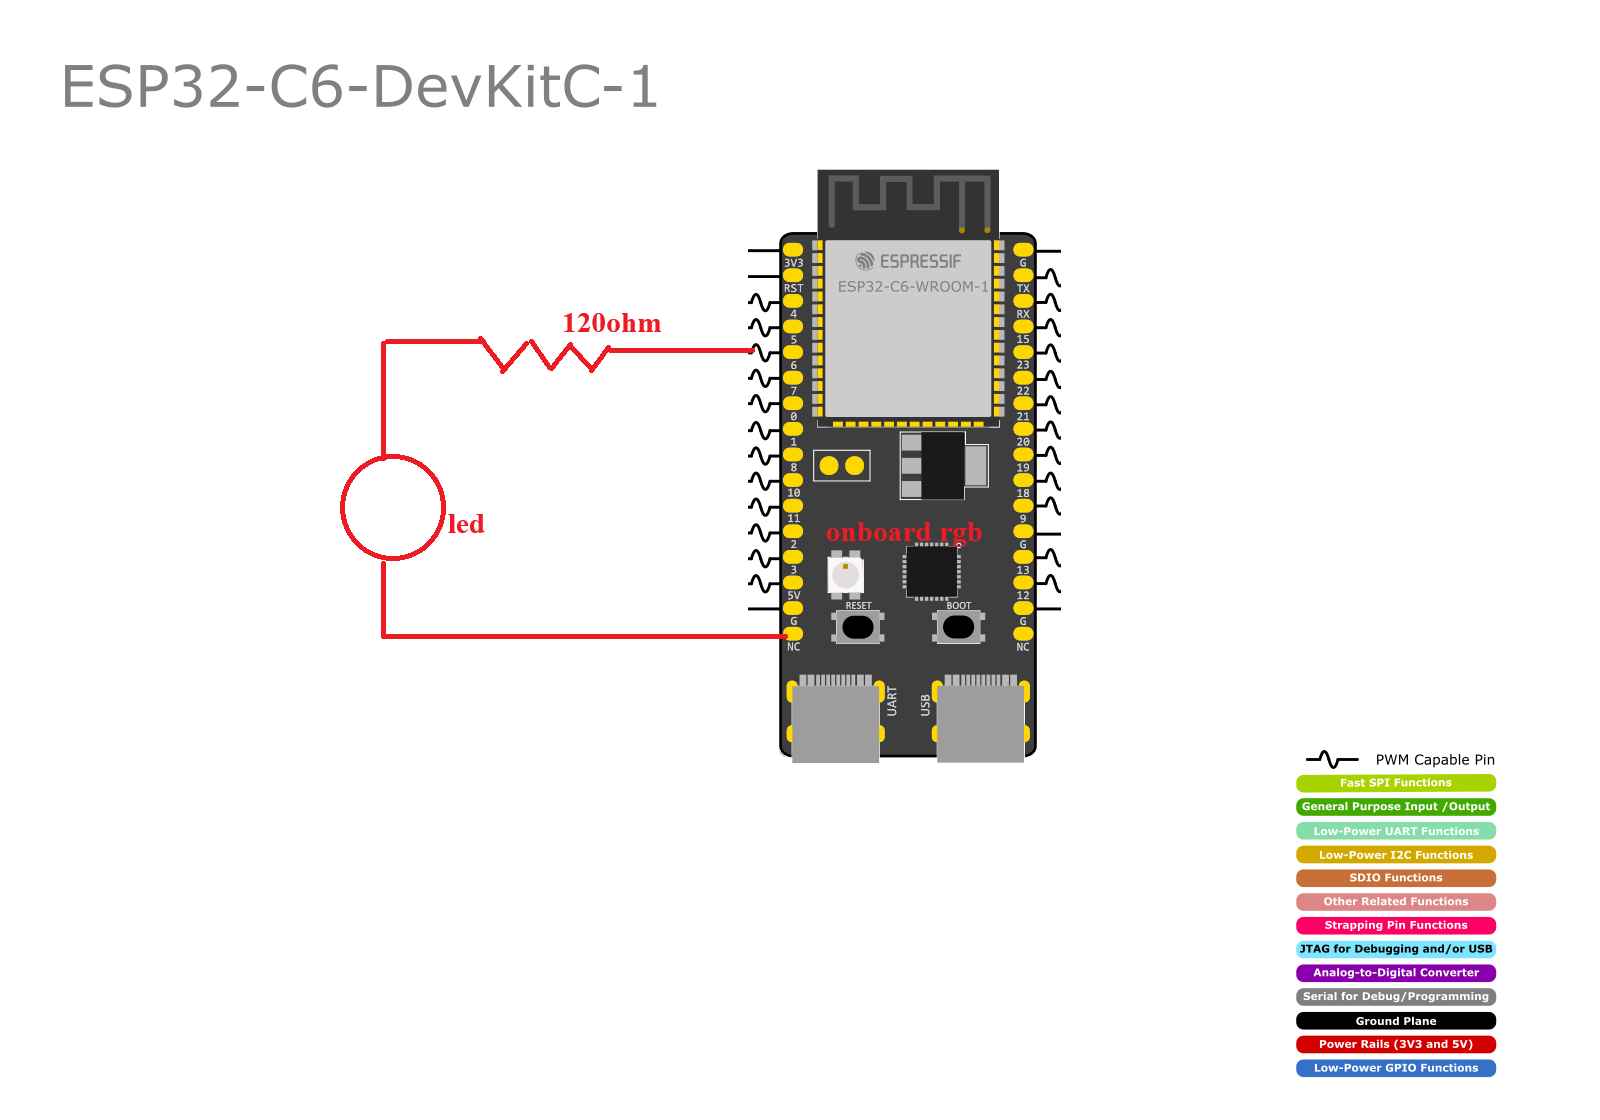 ESP32-C6-DevKitC-1
ESPRESSIF
ESP32-C6-WROOM-1
3V3
RST
4
5
6
7
0
1
8
10
11
2
3
5V
G
NC
G
TX
RX
15
23
22
21
20
19
18
9
G
13
12
G
NC
120ohm
led
onboard rgb
RESET
BOOT
UART
USB
PWM Capable Pin
Fast SPI Functions
General Purpose Input /Output
Low-Power UART Functions
Low-Power I2C Functions
SDIO Functions
Other Related Functions
Strapping Pin Functions
JTAG for Debugging and/or USB
Analog-to-Digital Converter
Serial for Debug/Programming
Ground Plane
Power Rails (3V3 and 5V)
Low-Power GPIO Functions